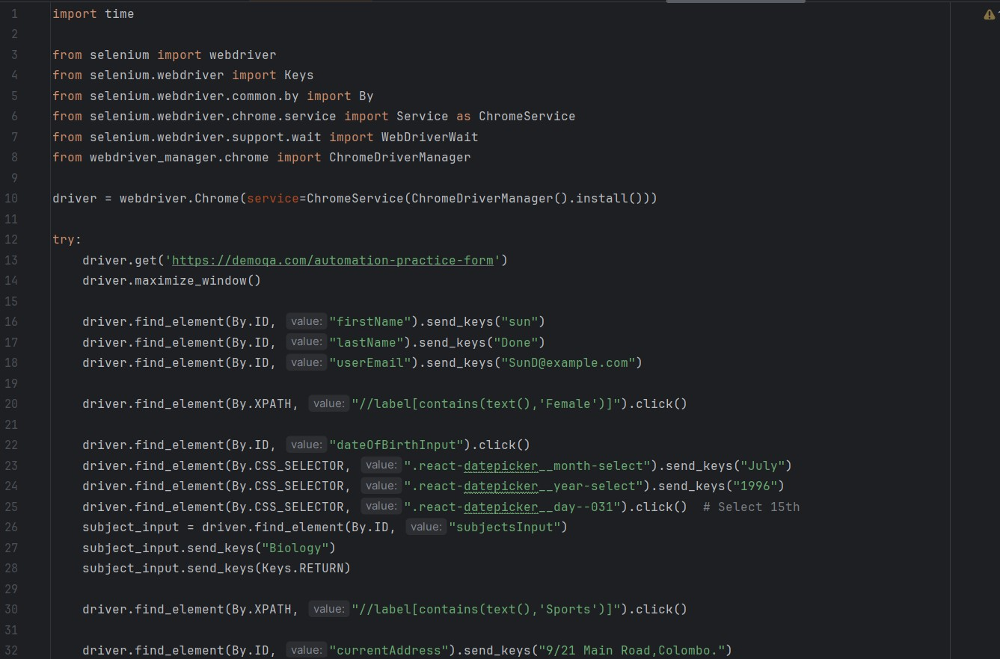 1 import time
2
3 from selenium import webdriver
4 from selenium.webdriver import Keys
5 from selenium.webdriver.common.by import By
6 from selenium.webdriver.chrome.service import Service as ChromeService
7 from selenium.webdriver.support.wait import WebDriverWait
8 from webdriver_manager.chrome import ChromeDriverManager
9
10 driver = webdriver.Chrome(service=ChromeService(ChromeDriverManager().install()))
11
12 try:
13     driver.get('https://demoqa.com/automation-practice-form')
14     driver.maximize_window()
15
16     driver.find_element(By.ID, value: "firstName").send_keys("sun")
17     driver.find_element(By.ID, value: "lastName").send_keys("Done")
18     driver.find_element(By.ID, value: "userEmail").send_keys("SunD@example.com")
19
20     driver.find_element(By.XPATH, value: "//label[contains(text(),'Female')]").click()
21
22     driver.find_element(By.ID, value: "dateOfBirthInput").click()
23     driver.find_element(By.CSS_SELECTOR, value: ".react-datepicker__month-select").send_keys("July")
24     driver.find_element(By.CSS_SELECTOR, value: ".react-datepicker__year-select").send_keys("1996")
25     driver.find_element(By.CSS_SELECTOR, value: ".react-datepicker__day--031").click()  # Select 15th
26     subject_input = driver.find_element(By.ID, value: "subjectsInput")
27     subject_input.send_keys("Biology")
28     subject_input.send_keys(Keys.RETURN)
29
30     driver.find_element(By.XPATH, value: "//label[contains(text(),'Sports')]").click()
31
32     driver.find_element(By.ID, value: "currentAddress").send_keys("9/21 Main Road,Colombo.")